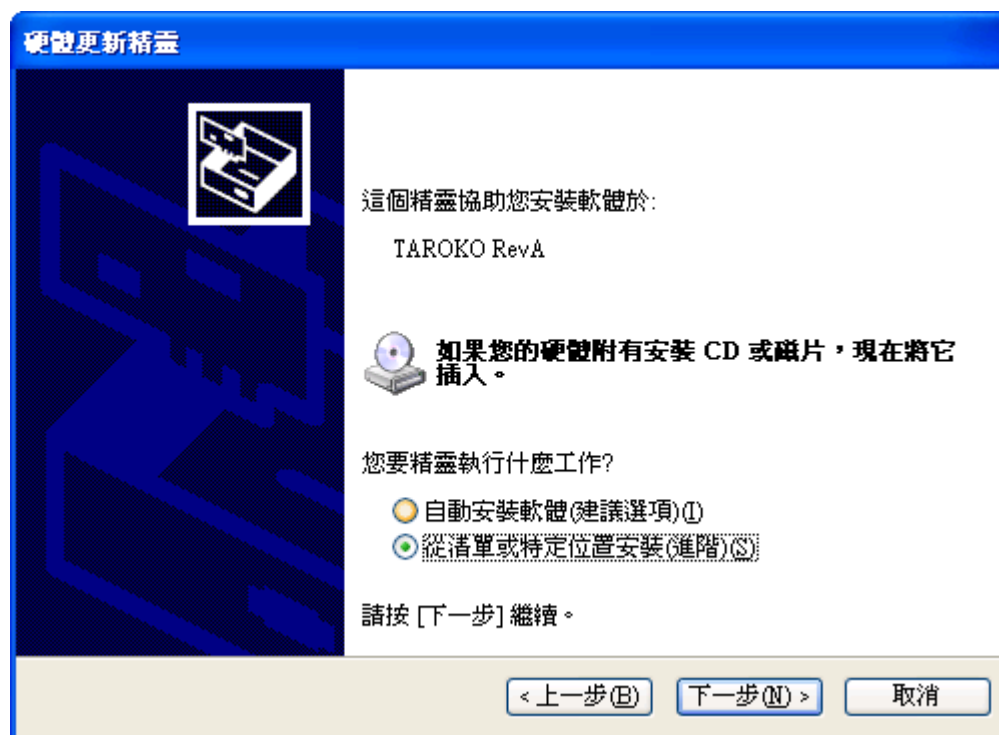 硬體更新精靈
這個精靈協助您安裝軟體於:
TAROKO RevA
如果您的硬體附有安裝 CD 或磁片，現在將它
插入。
您要精靈執行什麼工作?
自動安裝軟體(建議選項)(I)
從清單或特定位置安裝(進階)(S)
請按 [下一步] 繼續。
<上一步(B) 下一步(N)> 取消